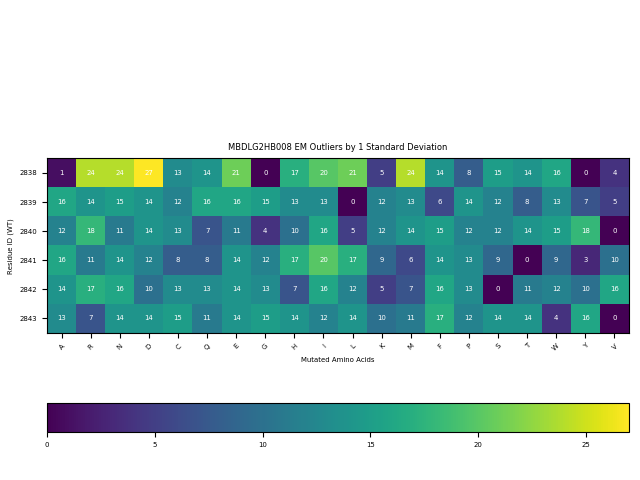 MBDLG2HB008 EM Outliers by 1 Standard Deviation
Residue ID (WT)
2838 1 24 24 27 13 14 21 0 17 20 21 5 24 14 8 15 14 16 0 4
2839 16 14 15 14 12 16 16 15 13 13 0 12 13 6 14 12 8 13 7 5
2840 12 18 11 14 13 7 11 4 10 16 5 12 14 15 12 12 14 15 18 0
2841 16 11 14 12 8 8 14 12 17 20 17 9 6 14 13 9 0 9 3 10
2842 14 17 16 10 13 13 14 13 7 16 12 5 7 16 13 0 11 12 10 16
2843 13 7 14 14 15 11 14 15 14 12 14 10 11 17 12 14 14 4 16 0
A R N D C Q E G H I L K M F P S T W Y V
Mutated Amino Acids
0 5 10 15 20 25